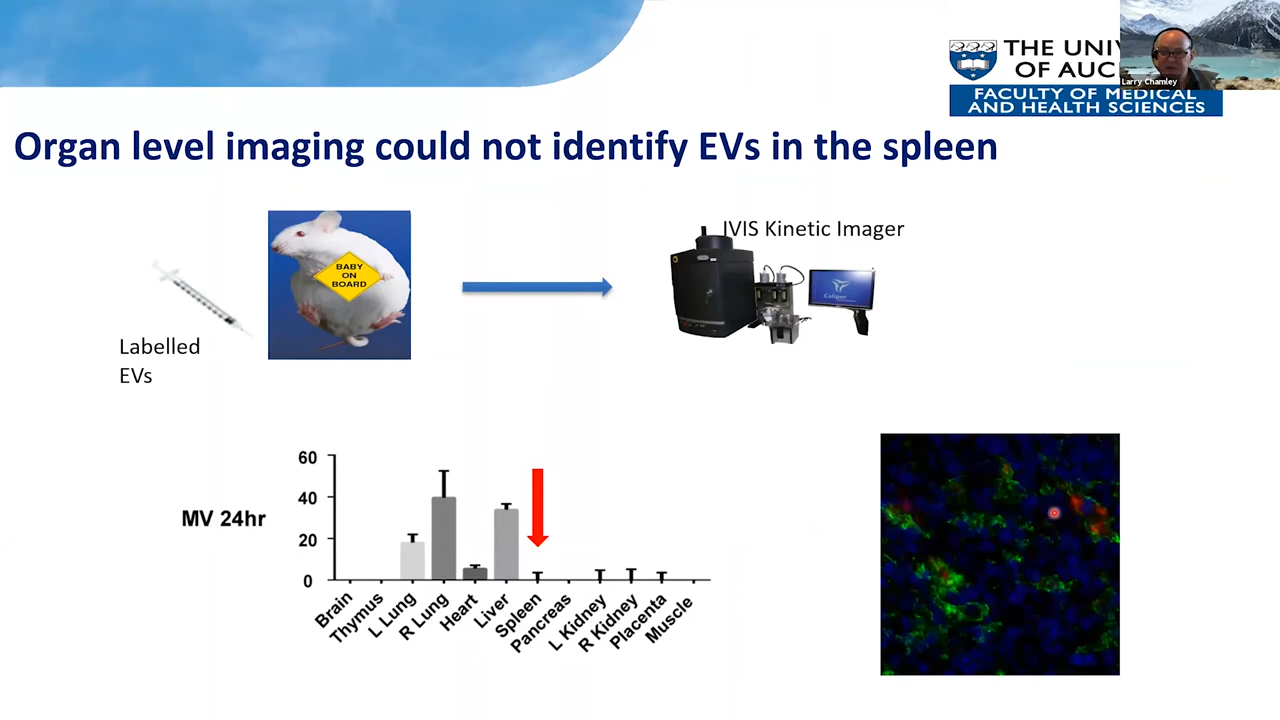 THE UNIV
OF AUC
Larry Chamley
FACULTY OF MEDICAL
AND HEALTH SCIENCES
Organ level imaging could not identify EVs in the spleen
IVIS Kinetic Imager
BABY
ON
BOARD
Caliper
Labelled
EVs
MV 24hr
60
40
20
0
Brain
Thymus
L Lung
R Lung
Heart
Liver
Spleen
Pancreas
L Kidney
R Kidney
Placenta
Muscle